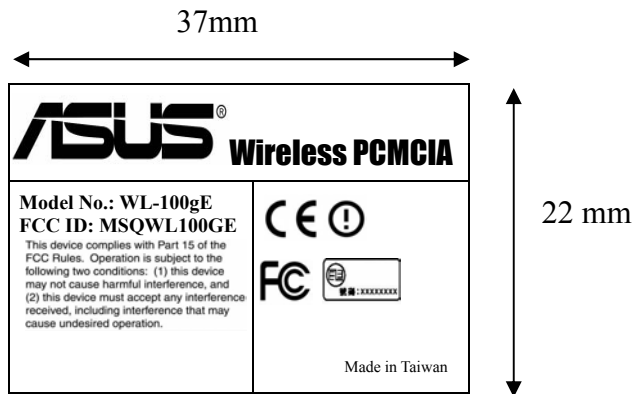 37mm
ASUS®
Wireless PCMCIA
Model No.: WL-100gE
FCC ID: MSQWL100GE
This device complies with Part 15 of the
FCC Rules. Operation is subject to the
following two conditions: (1) this device
may not cause harmful interference, and
(2) this device must accept any interference
received, including interference that may
cause undesired operation.
CE
FC
:XXXXXXXX
Made in Taiwan
22 mm